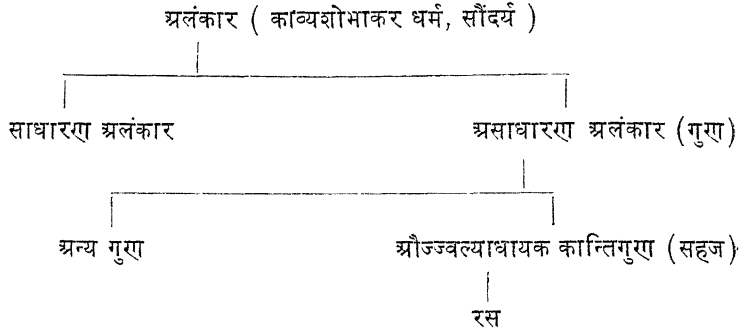 अलंकार ( काव्यशोभाकर धर्म, सौंदर्य )
साधारण अलंकार असाधारण अलंकार (गुण)
अन्य गुण औज्ज्वल्याधायक कान्तिगुण (सहज)
रस